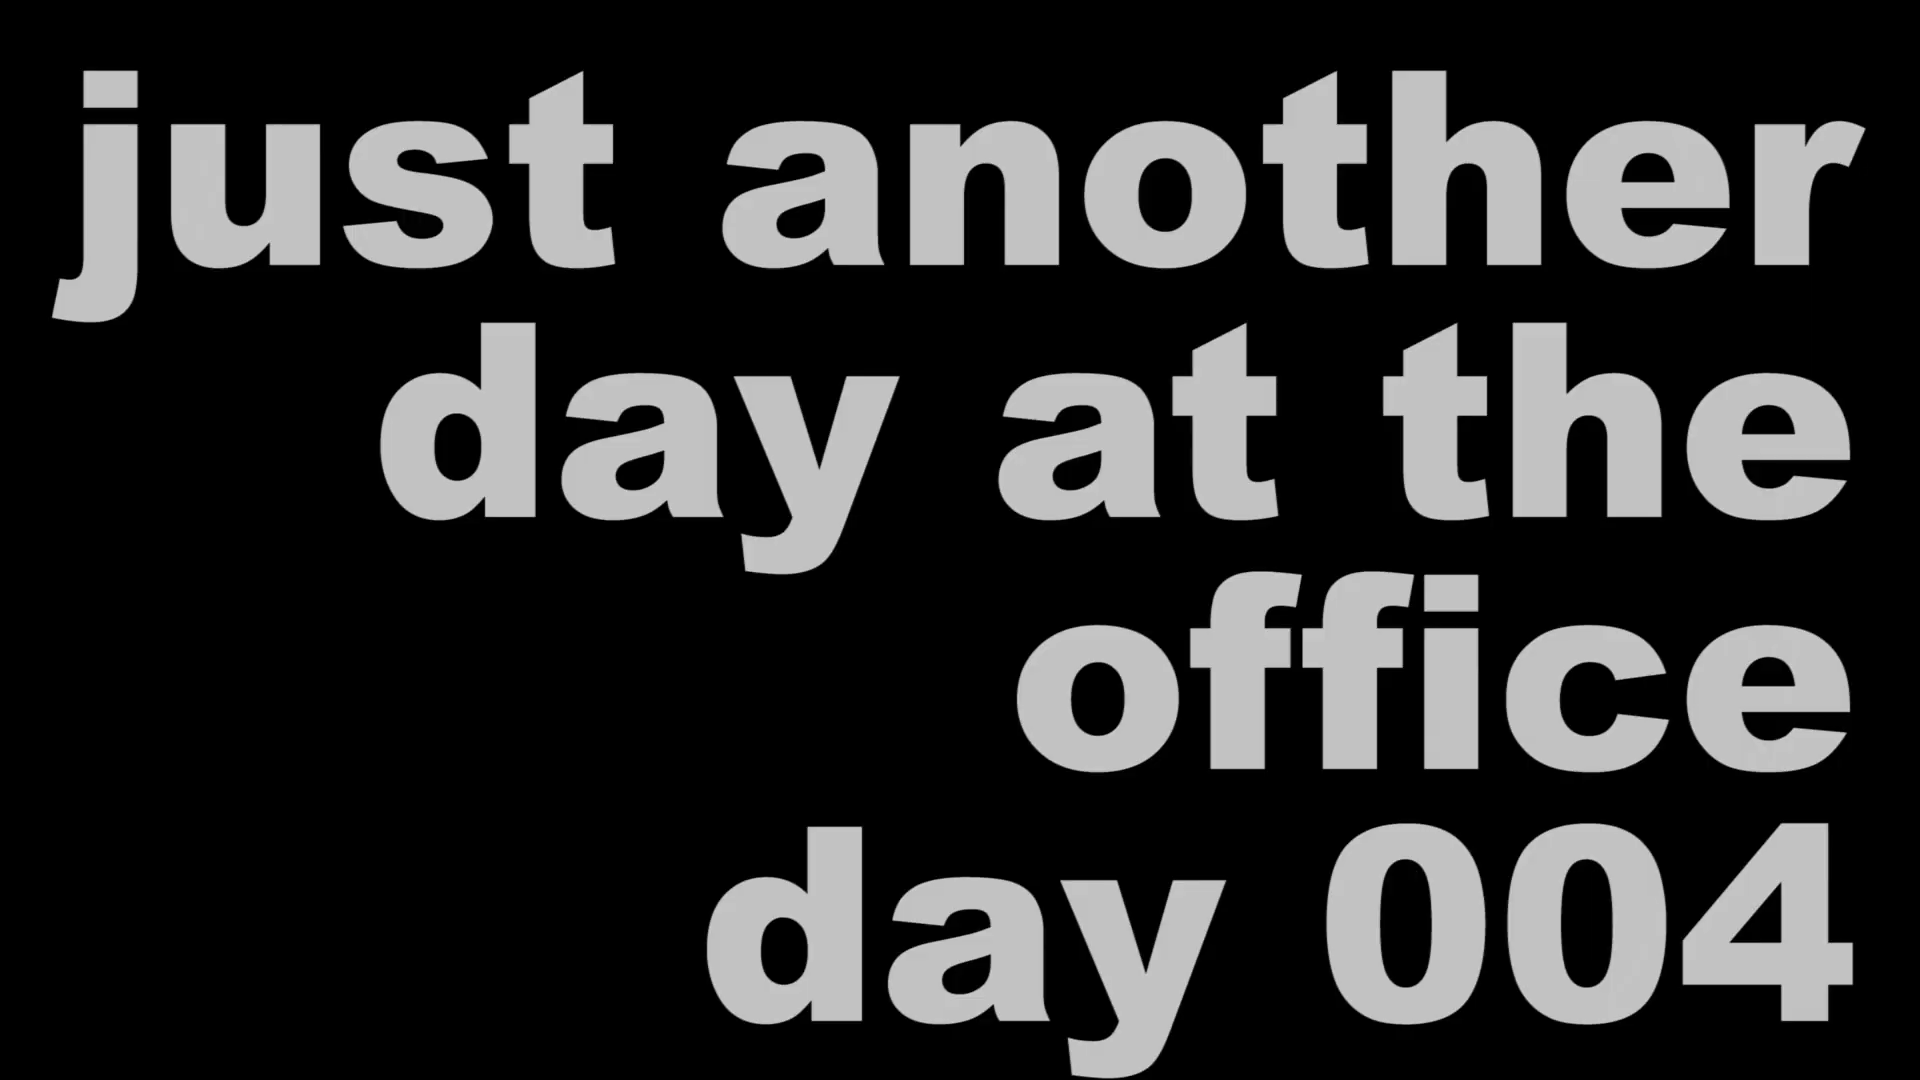 just another
day at the
office
day 004